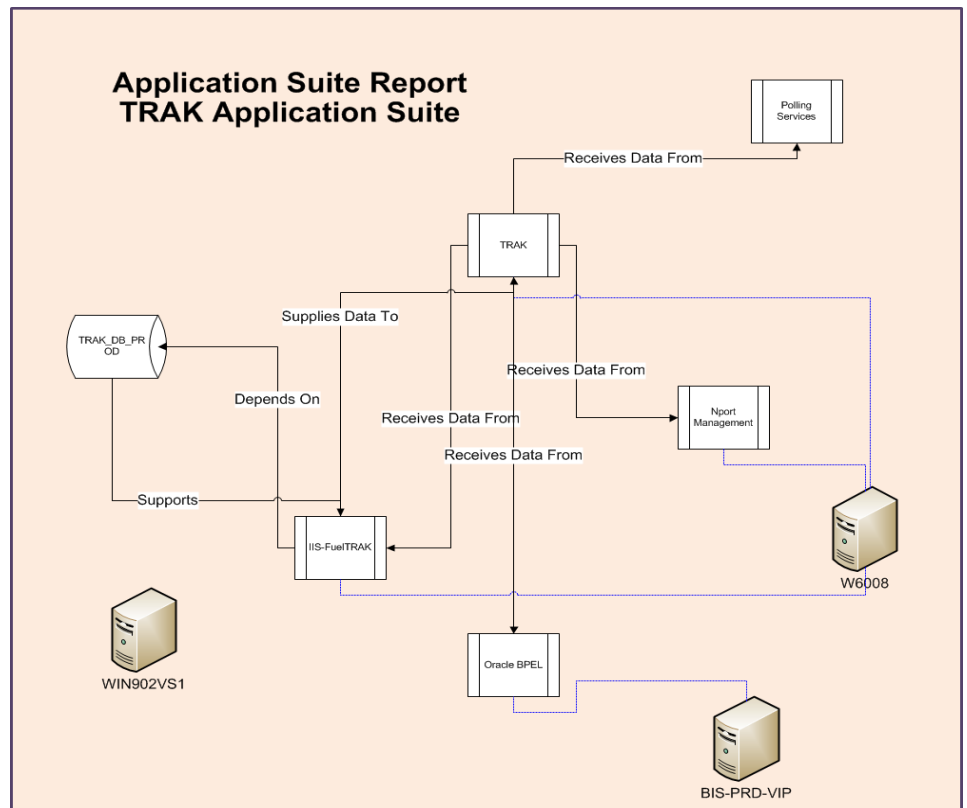 Application Suite Report
TRAK Application Suite
Polling
Services
Receives Data From
TRAK
Supplies Data To
TRAK_DB_PR
OD
Receives Data From
Depends On
Nport
Management
Receives Data From
Receives Data From
Supports
IIS-FuelTRAK
W6008
Oracle BPEL
WIN902VS1
BIS-PRD-VIP